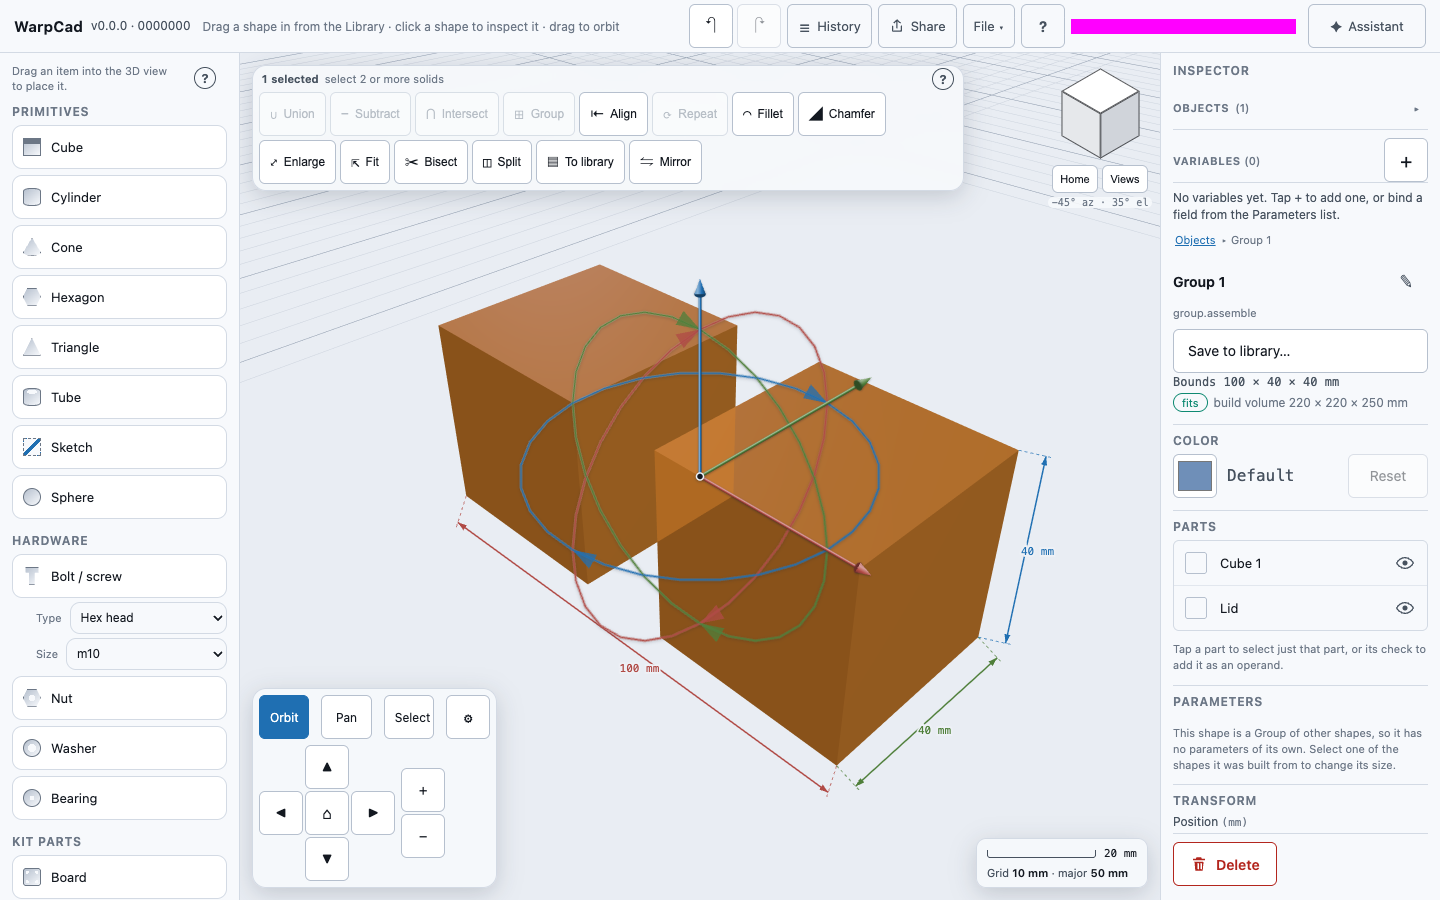 WarpCad v0.0.0 · 0000000 Drag a shape in from the Library · click a shape to inspect it · drag to orbit
History
Share
File
?
Assistant
Drag an item into the 3D view
to place it.
?
PRIMITIVES
Cube
Cylinder
Cone
Hexagon
Triangle
Tube
Sketch
Sphere
HARDWARE
Bolt / screw
Type Hex head
Size m10
Nut
Washer
Bearing
KIT PARTS
Board
1 selected select 2 or more solids
?
Union
Subtract
Intersect
Group
Align
Repeat
Fillet
Chamfer
Enlarge
Fit
Bisect
Split
To library
Mirror
Home
Views
−45° az · 35° el
100 mm
40 mm
40 mm
Orbit
Pan
Select
20 mm
Grid 10 mm · major 50 mm
INSPECTOR
OBJECTS (1)
VARIABLES (0)
+
No variables yet. Tap + to add one, or bind a
field from the Parameters list.
Objects ▸ Group 1
Group 1
group.assemble
Save to library…
Bounds 100 × 40 × 40 mm
fits build volume 220 × 220 × 250 mm
COLOR
Default
Reset
PARTS
Cube 1
Lid
Tap a part to select just that part, or its check to
add it as an operand.
PARAMETERS
This shape is a Group of other shapes, so it has
no parameters of its own. Select one of the
shapes it was built from to change its size.
TRANSFORM
Position (mm)
Delete